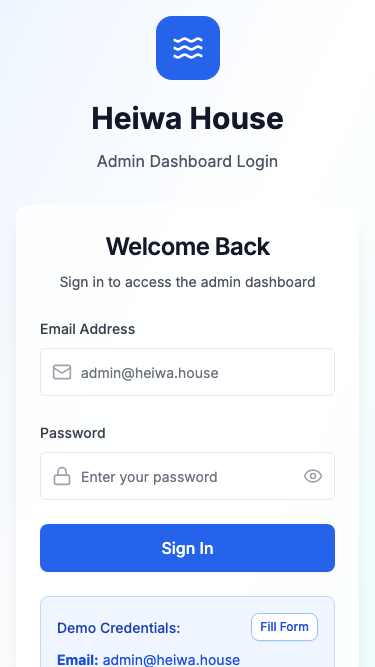 Heiwa House
Admin Dashboard Login
Welcome Back
Sign in to access the admin dashboard
Email Address
admin@heiwa.house
Password
Enter your password
Sign In
Demo Credentials:
Fill Form
Email: admin@heiwa.house